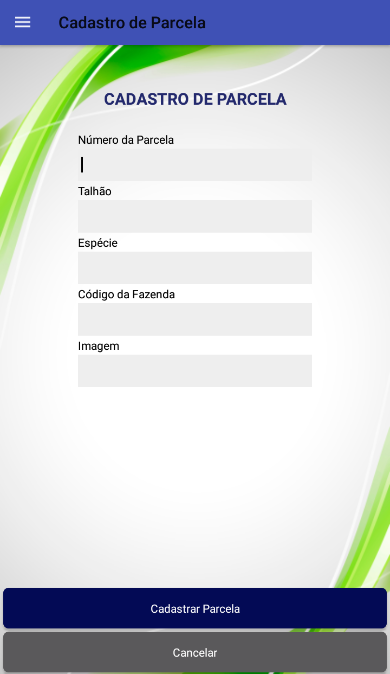 Cadastro de Parcela
CADASTRO DE PARCELA
Número da Parcela
Talhão
Espécie
Código da Fazenda
Imagem
Cadastrar Parcela
Cancelar